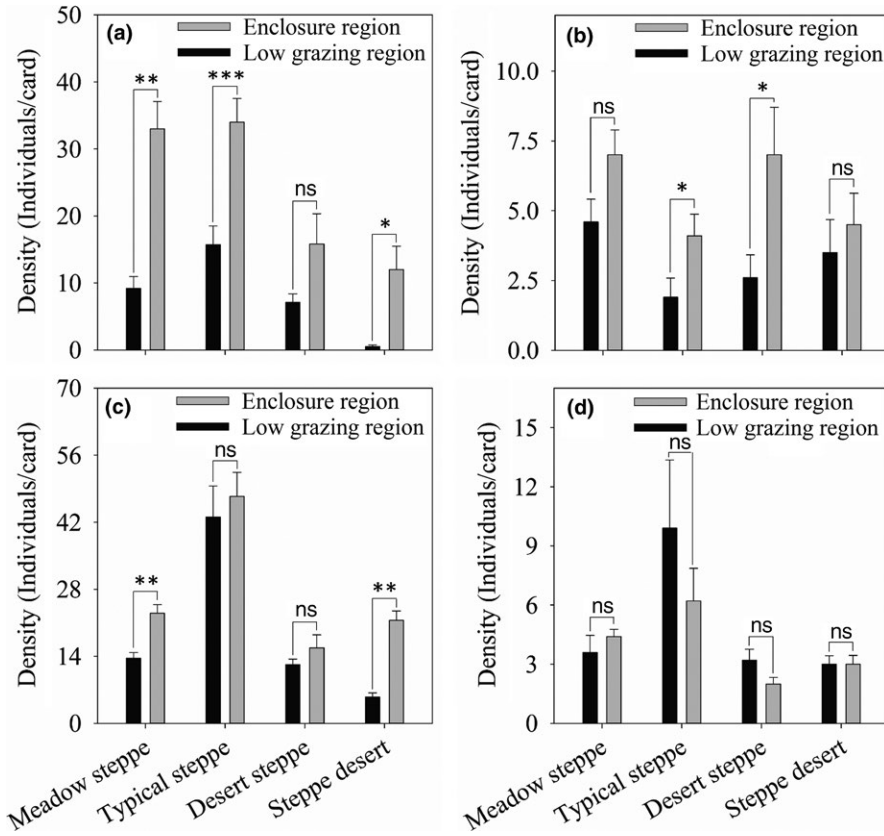 (a)
Enclosure region
Low grazing region
Density (Individuals/card)
50
40
30
20
10
0
**
***
ns
*
(b)
Enclosure region
Low grazing region
Density (Individuals/card)
10.0
7.5
5.0
2.5
0.0
ns
*
*
ns
(c)
Enclosure region
Low grazing region
Density (Individuals/card)
70
56
42
28
14
0
**
ns
ns
**
Meadow steppe
Typical steppe
Desert steppe
Steppe desert
(d)
Enclosure region
Low grazing region
Density (Individuals/card)
15
12
9
6
3
0
ns
ns
ns
ns
Meadow steppe
Typical steppe
Desert steppe
Steppe desert